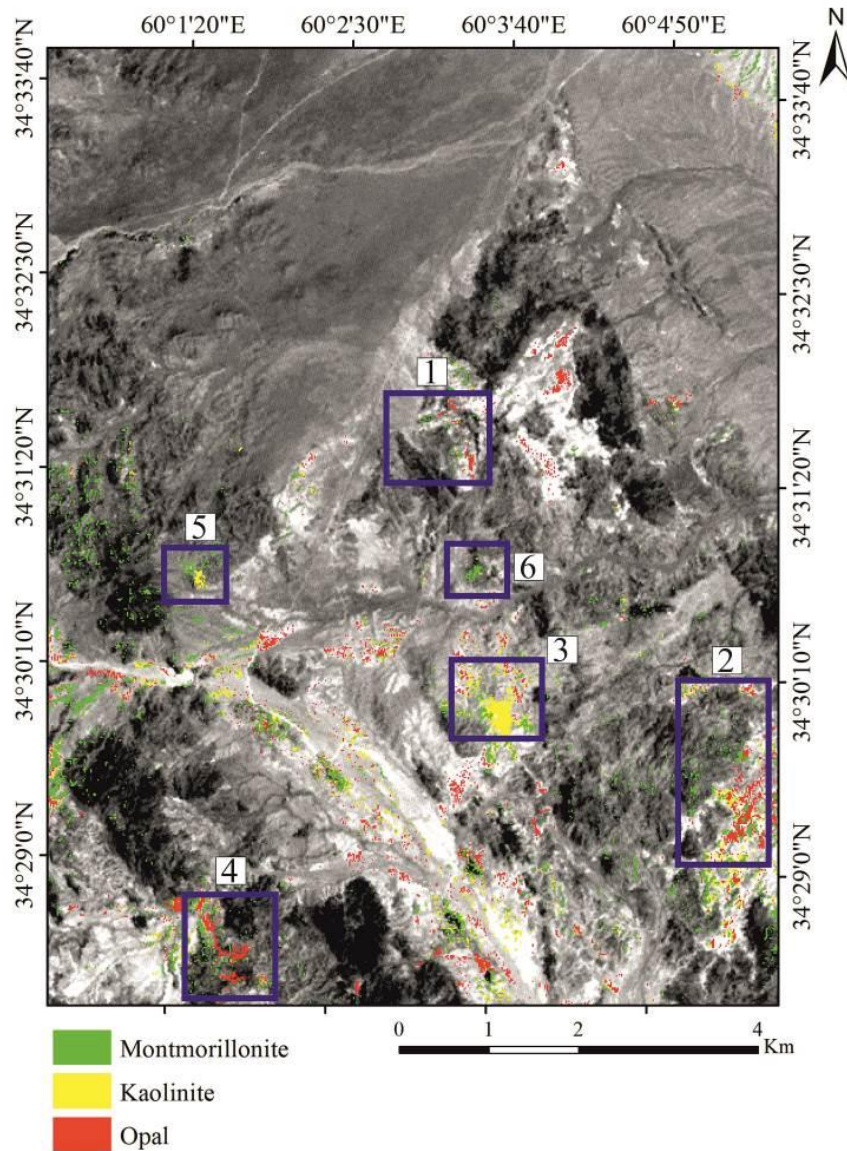 60°1'20"E 60°2'30"E 60°3'40"E 60°4'50"E
N
34°33'40"N 34°33'40"N
34°32'30"N 34°32'30"N
1
34°31'20"N 34°31'20"N
5
6
3
2
34°30'10"N 34°30'10"N
4
34°29'0"N 34°29'0"N
Montmorillonite
Kaolinite
Opal
0 1 2 4
Km